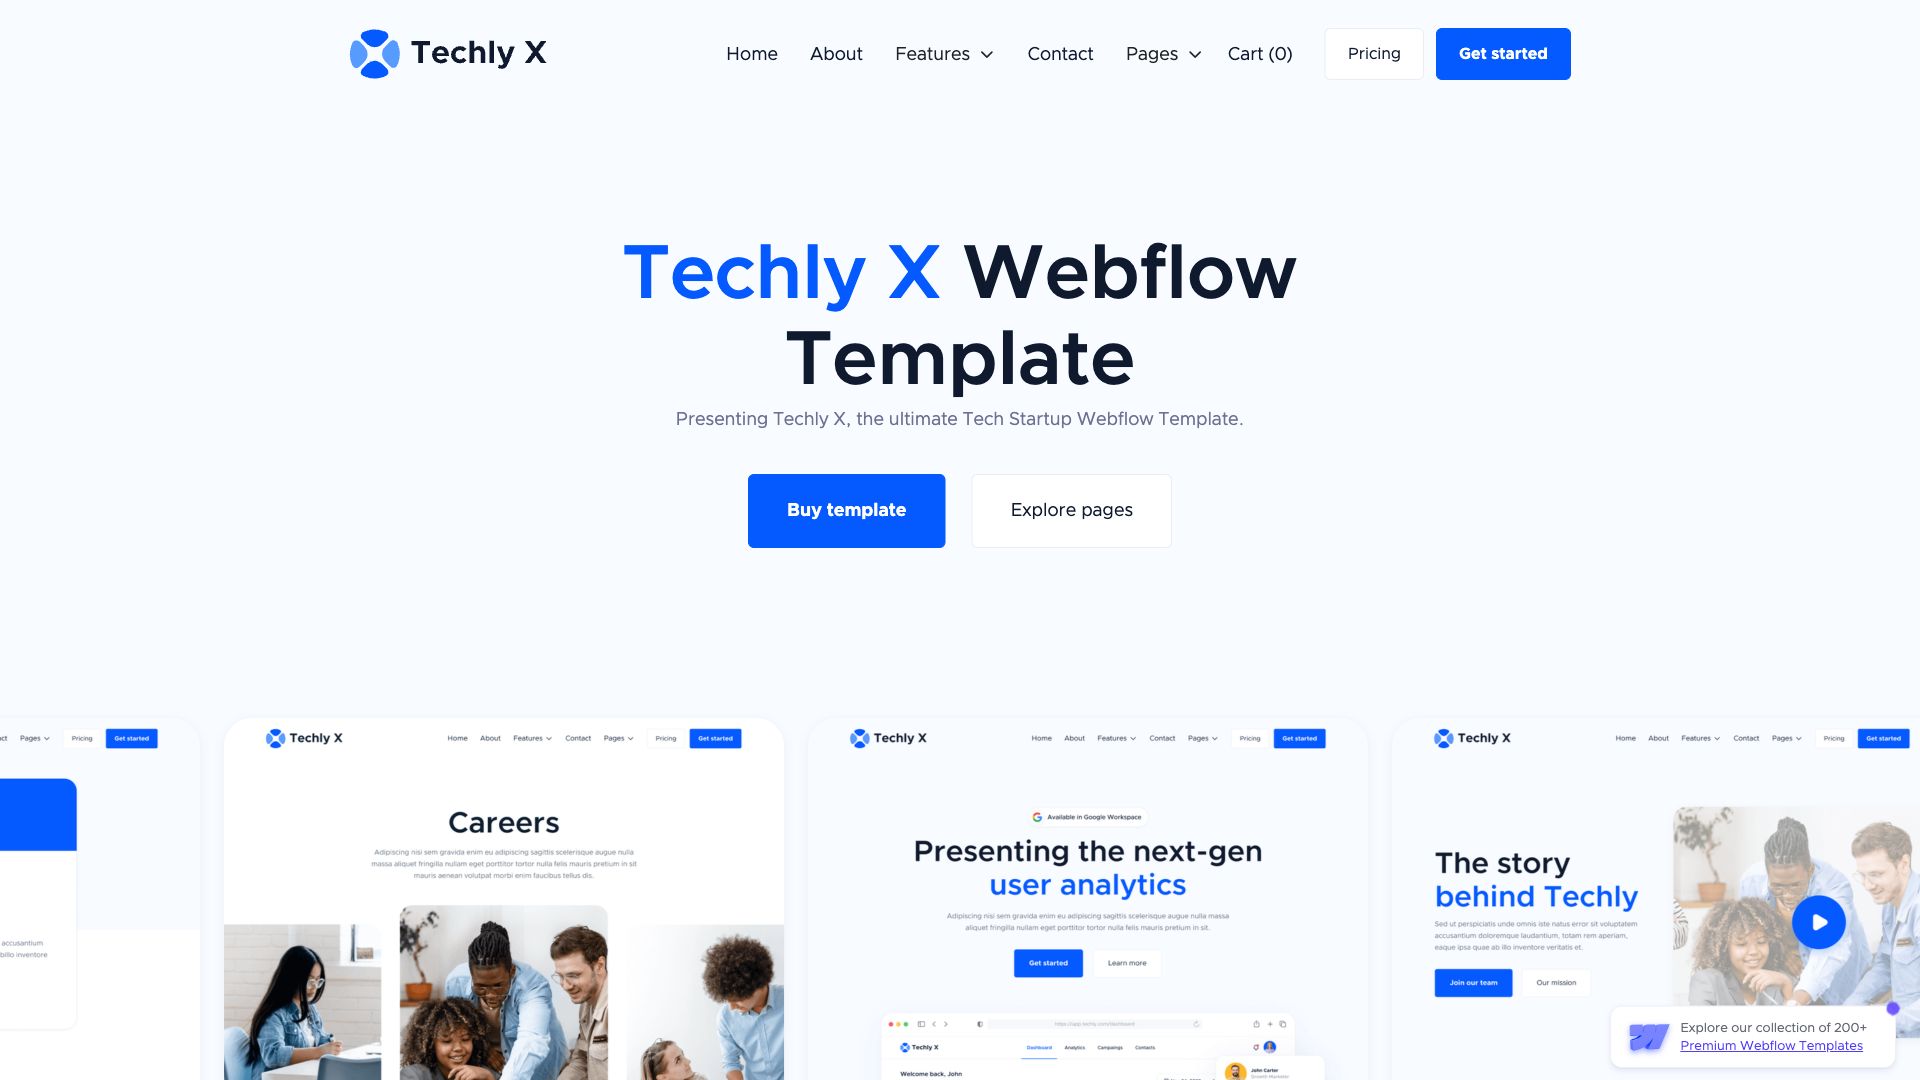 Techly X
Home About Features Contact Pages Cart (0) Pricing Get started
Techly X Webflow
Template
Presenting Techly X, the ultimate Tech Startup Webflow Template.
Buy template Explore pages
Pages Pricing Get started
accusantium
Techly X Home About Features Contact Pages Pricing Get started
Careers
Adipiscing nisi sem gravida enim eu adipiscing sagittis scelerisque augue nulla
massa aliquet fringilla nullam eget porttitor tortor nulla felis mauris pretium in sit
mauris aenean volutpat morbi enim faucibus tellus dis.
Techly X Home About Features Contact Pages Pricing Get started
Available in Google Workspace
Presenting the next-gen
user analytics
Adipiscing nisi sem gravida enim eu adipiscing sagittis scelerisque augue nulla massa
aliquet fringilla nullam eget porttitor tortor nulla felis mauris pretium in sit.
Get started Learn more
https://app.techly.com/dashboard
Techly X Dashboard Analytics Campaings Contacts
Welcome back, John
John Carter
Growth Marketer
Techly X Home About Features Contact Pages Pricing Get started
The story
behind Techly
Sed ut perspiciatis unde omnis iste natus error sit voluptatem
accusantium doloremque laudantium, totam rem aperiam,
eaque ipsa quae ab illo inventore veritatis et.
Join our team Our mission
Explore our collection of 200+
Premium Webflow Templates